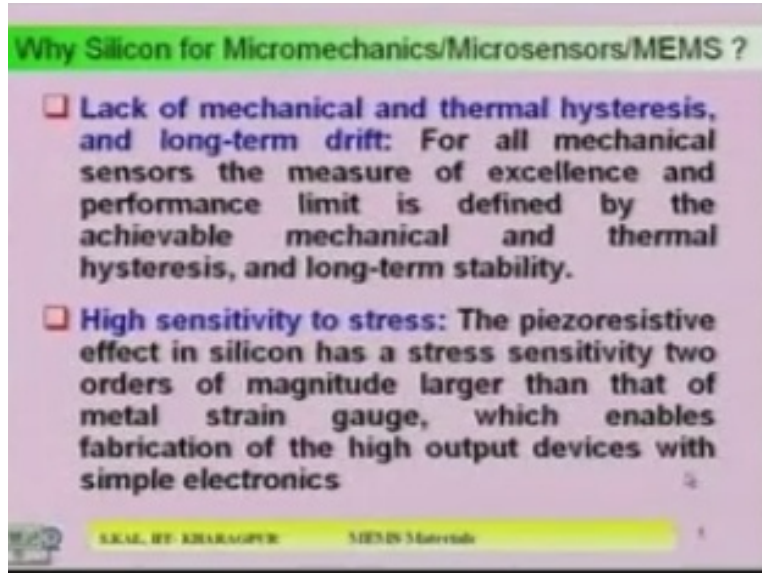 Why Silicon for Micromechanics/Microsensors/MEMS ?
Lack of mechanical and thermal hysteresis,
and long-term drift: For all mechanical
sensors the measure of excellence and
performance limit is defined by the
achievable mechanical and thermal
hysteresis, and long-term stability.
High sensitivity to stress: The piezoresistive
effect in silicon has a stress sensitivity two
orders of magnitude larger than that of
metal strain gauge, which enables
fabrication of the high output devices with
simple electronics
S.KAL, IIT- KHARAGPUR MEMS Materials